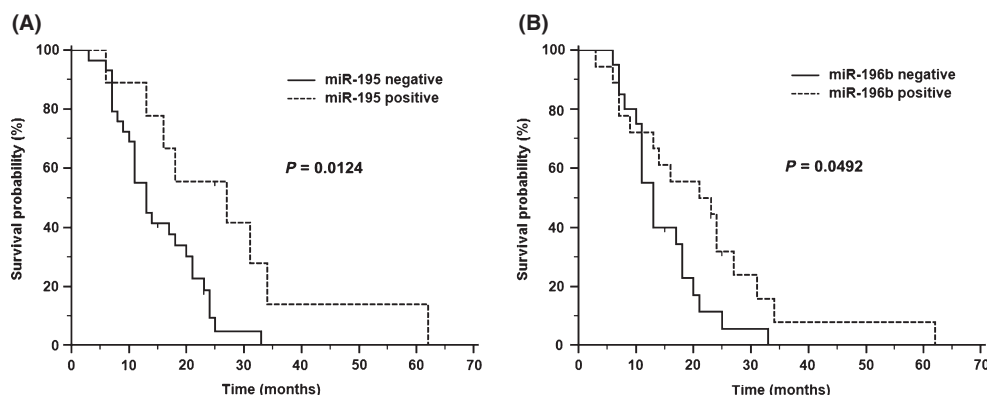 (A)
100
80
60
40
20
0
Survival probability (%)
miR-195 negative
miR-195 positive
P = 0.0124
0 10 20 30 40 50 60 70
Time (months)
(B)
100
80
60
40
20
0
Survival probability (%)
miR-196b negative
miR-196b positive
P = 0.0492
0 10 20 30 40 50 60 70
Time (months)